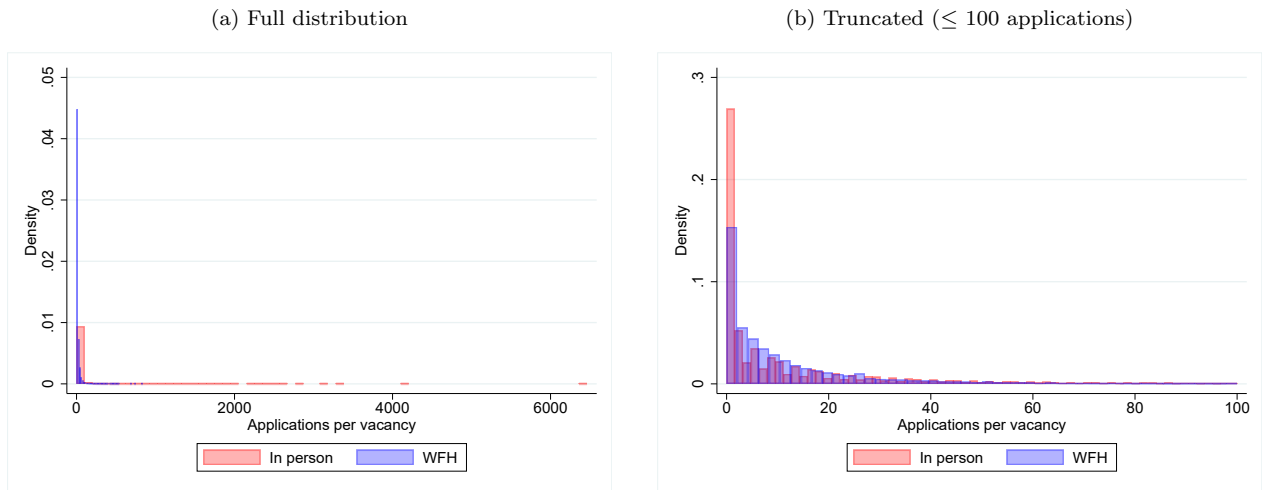 (a) Full distribution
.05
.04
.03
.02
.01
0
Density
0 2000 4000 6000
Applications per vacancy
In person WFH
(b) Truncated (≤ 100 applications)
.3
.2
.1
0
Density
0 20 40 60 80 100
Applications per vacancy
In person WFH